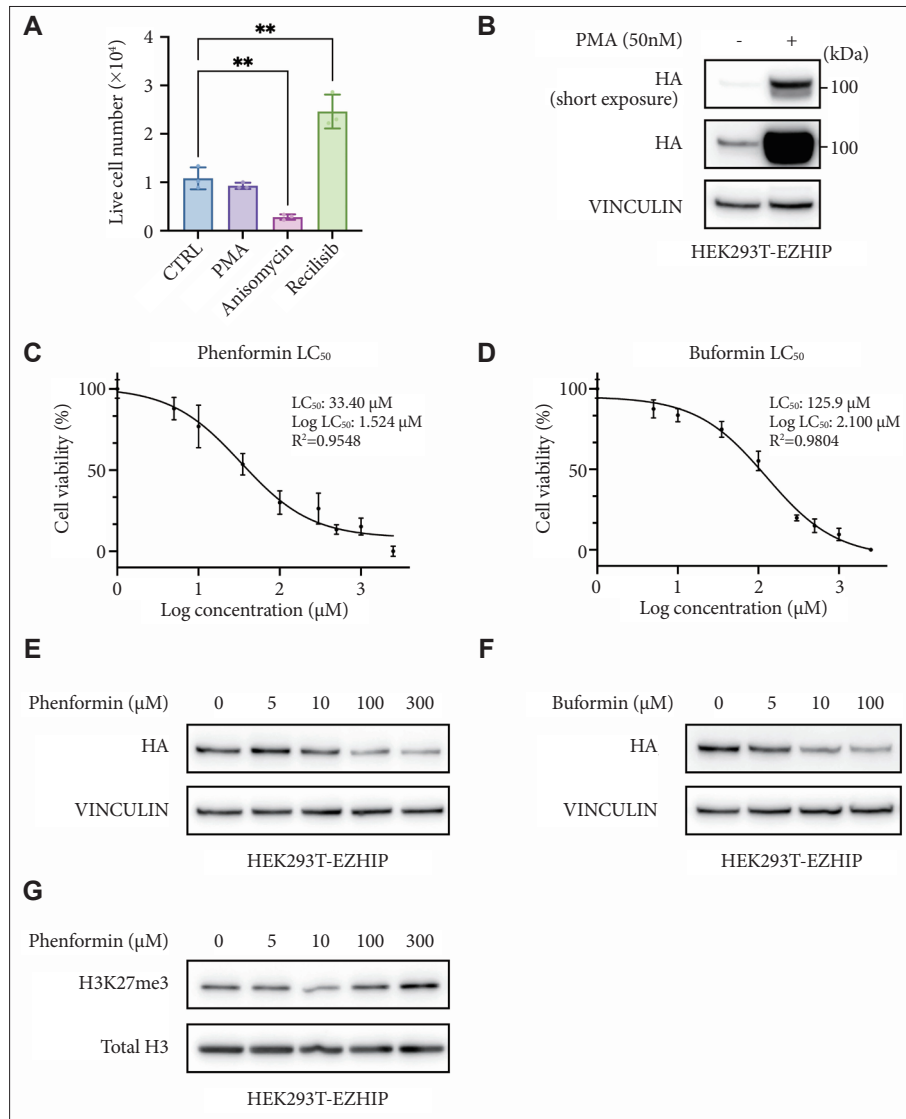 A
**
**
Live cell number (×10⁴)
4
3
2
1
0
CTRL
PMA
Anisomycin
Recilisib
B
PMA (50nM) - + (kDa)
HA
(short exposure)
100
HA
100
VINCULIN
HEK293T-EZHIP
C
Phenformin LC₅₀
Cell viability (%)
100
50
0
LC₅₀: 33.40 μM
Log LC₅₀: 1.524 μM
R²=0.9548
0 1 2 3
Log concentration (μM)
D
Buformin LC₅₀
Cell viability (%)
100
50
0
LC₅₀: 125.9 μM
Log LC₅₀: 2.100 μM
R²=0.9804
0 1 2 3
Log concentration (μM)
E
Phenformin (μM) 0 5 10 100 300
HA
VINCULIN
HEK293T-EZHIP
F
Buformin (μM) 0 5 10 100
HA
VINCULIN
HEK293T-EZHIP
G
Phenformin (μM) 0 5 10 100 300
H3K27me3
Total H3
HEK293T-EZHIP